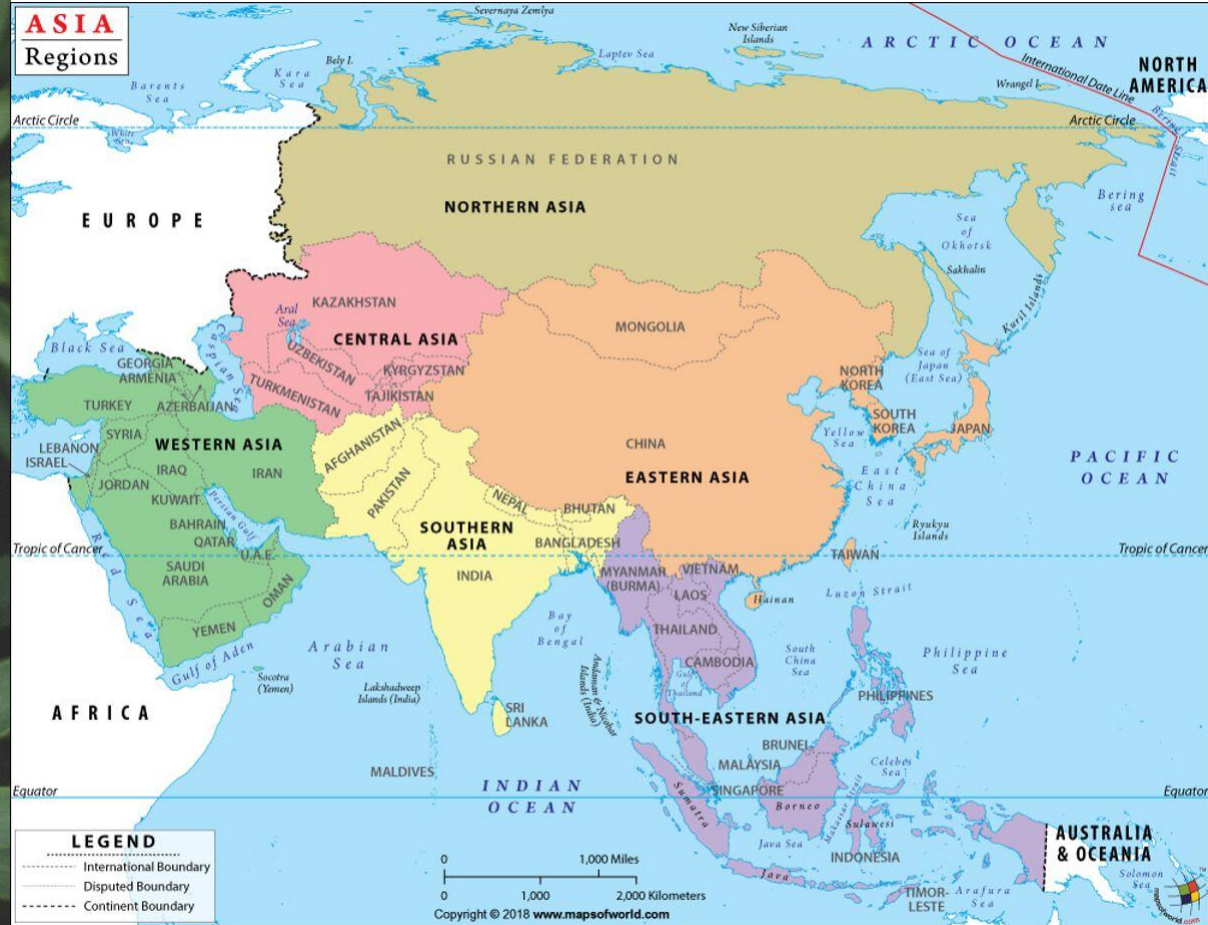 ASIA
Regions
Severnaya Zemlya
New Siberian
Islands
ARCTIC OCEAN
NORTH
AMERICA
Barents
Sea
Kara
Sea
Bely I.
Laptev Sea
International Date Line
Wrangel I.
Arctic Circle
Arctic Circle
White
Sea
Bering
Strait
RUSSIAN FEDERATION
NORTHERN ASIA
EUROPE
Bering
sea
Sea
of
Okhotsk
Sakhalin
Kuril Islands
KAZAKHSTAN
Aral
Sea
CENTRAL ASIA
UZBEKISTAN
KYRGYZSTAN
TURKMENISTAN
TAJIKISTAN
MONGOLIA
Black Sea
Caspian Sea
GEORGIA
ARMENIA
AZERBAIJAN
TURKEY
SYRIA
LEBANON
ISRAEL
WESTERN ASIA
IRAQ
IRAN
JORDAN
KUWAIT
Persian Gulf
BAHRAIN
QATAR
U.A.E.
SAUDI
ARABIA
OMAN
YEMEN
Red Sea
Gulf of Aden
AFGHANISTAN
PAKISTAN
NEPAL
BHUTAN
SOUTHERN
ASIA
BANGLADESH
INDIA
CHINA
EASTERN ASIA
NORTH
KOREA
SOUTH
KOREA
JAPAN
Sea of
Japan
(East Sea)
Yellow
Sea
East
China
Sea
PACIFIC
OCEAN
Ryukyu
Islands
Tropic of Cancer
Tropic of Cancer
TAIWAN
MYANMAR
(BURMA)
VIETNAM
LAOS
Hainan
Luzon Strait
THAILAND
CAMBODIA
Gulf
of
Thailand
South
China
Sea
Philippine
Sea
PHILIPPINES
Bay
of
Bengal
Andaman & Nicobar
Islands (India)
Arabian
Sea
Socotra
(Yemen)
Lakshadweep
Islands (India)
SRI
LANKA
MALDIVES
AFRICA
SOUTH-EASTERN ASIA
BRUNEI
MALAYSIA
SINGAPORE
Celebes
Sea
INDIAN
OCEAN
Equator
Equator
Sumatra
Borneo
Makassar Strait
Sulawesi
Java Sea
INDONESIA
Java
TIMOR-
LESTE
Arafura
Sea
AUSTRALIA
& OCEANIA
Solomon
Sea
LEGEND
International Boundary
Disputed Boundary
Continent Boundary
0 1,000 Miles
0 1,000 2,000 Kilometers
Copyright © 2018 www.mapsofworld.com
mapsofworld.com